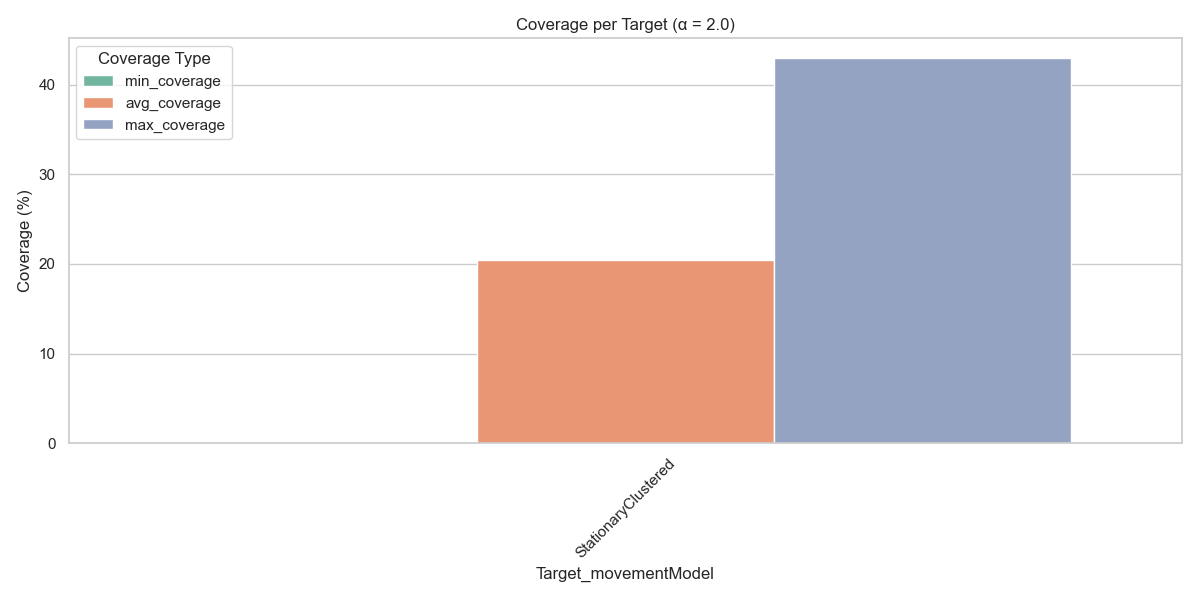 Coverage per Target (α = 2.0)
Coverage Type
min_coverage
avg_coverage
max_coverage
Coverage (%)
40
30
20
10
0
StationaryClustered
Target_movementModel